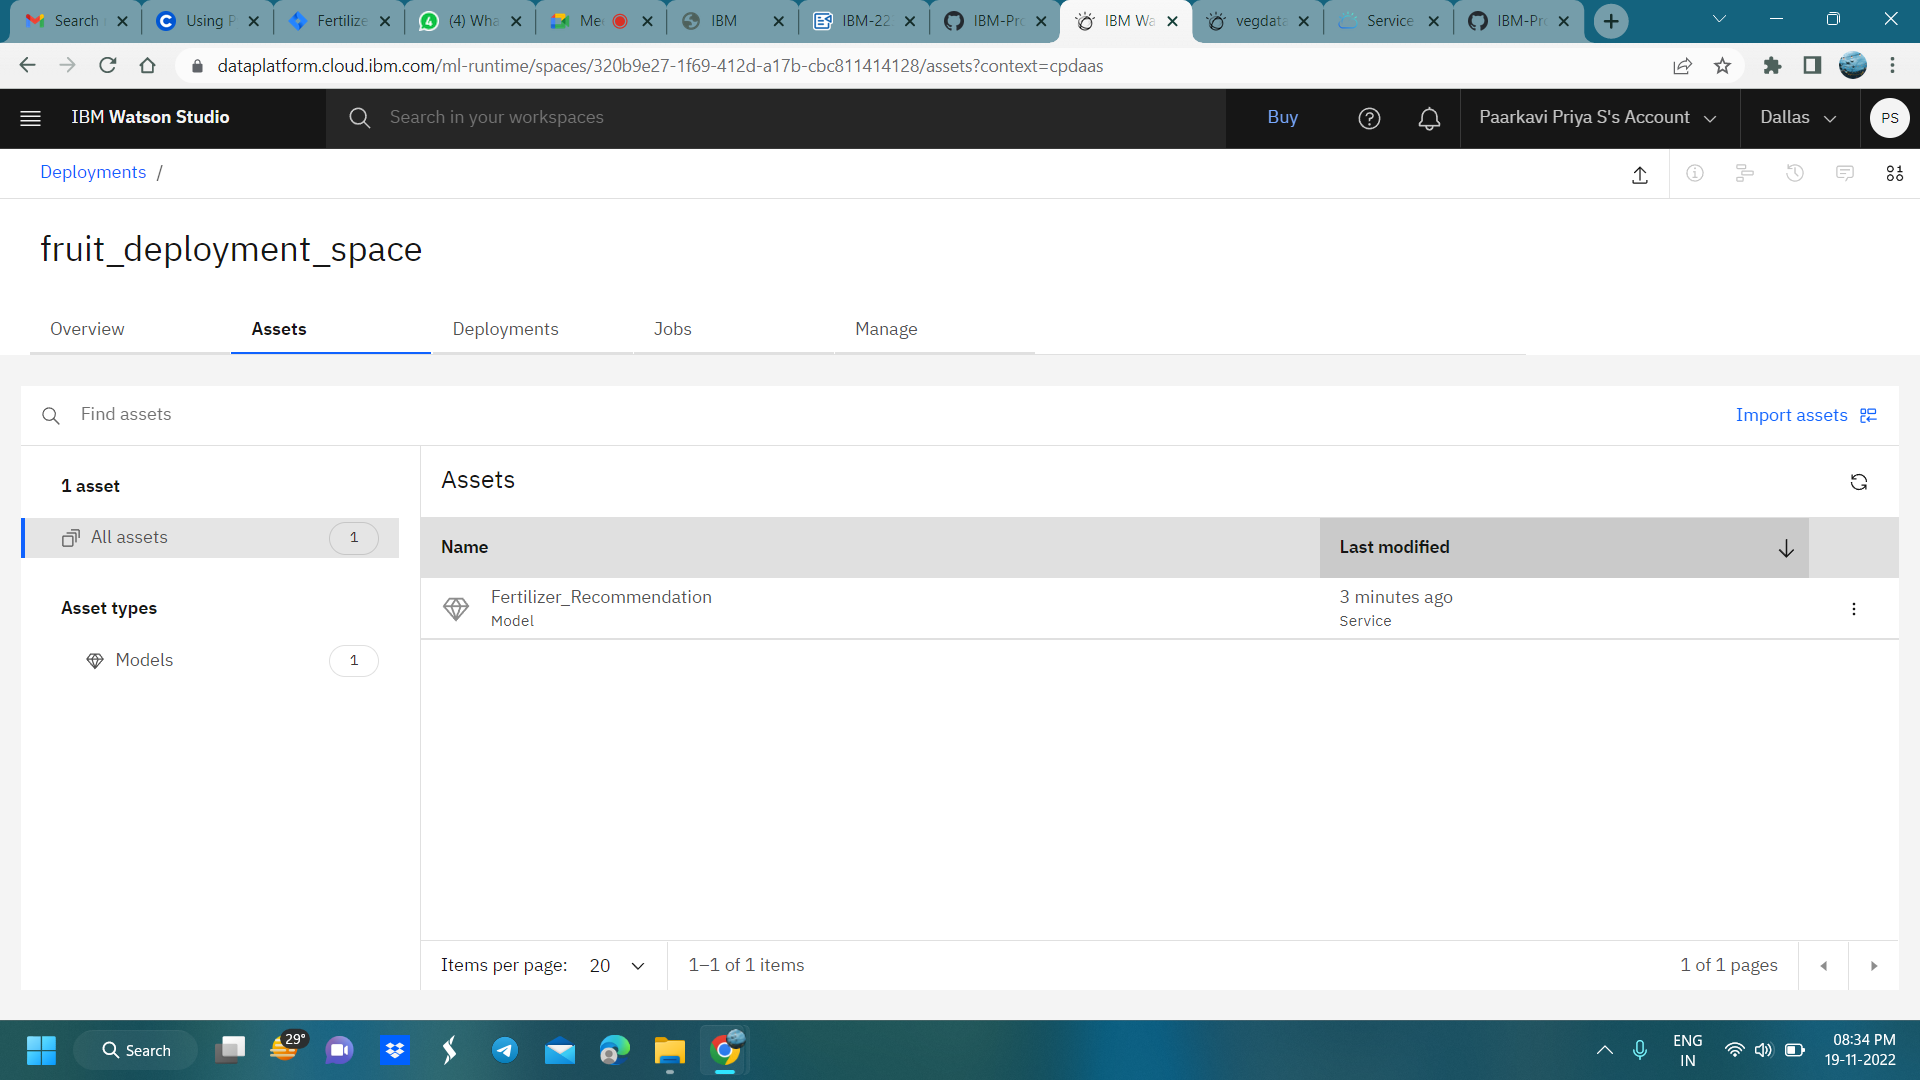 Search
Using P
Fertilize
(4) Wha
Mee
IBM
IBM-22
IBM-Pro
IBM Wa
vegdata
Service
IBM-Pro
dataplatform.cloud.ibm.com/ml-runtime/spaces/320b9e27-1f69-412d-a17b-cbc811414128/assets?context=cpdaas
IBM Watson Studio
Search in your workspaces
Buy
Paarkavi Priya S's Account
Dallas
PS
Deployments /
fruit_deployment_space
Overview
Assets
Deployments
Jobs
Manage
Find assets
Import assets
1 asset
All assets 1
Asset types
Models 1
Assets
Name
Last modified
Fertilizer_Recommendation
Model
3 minutes ago
Service
Items per page: 20
1–1 of 1 items
1 of 1 pages
Search
29°
ENG
IN
08:34 PM
19-11-2022